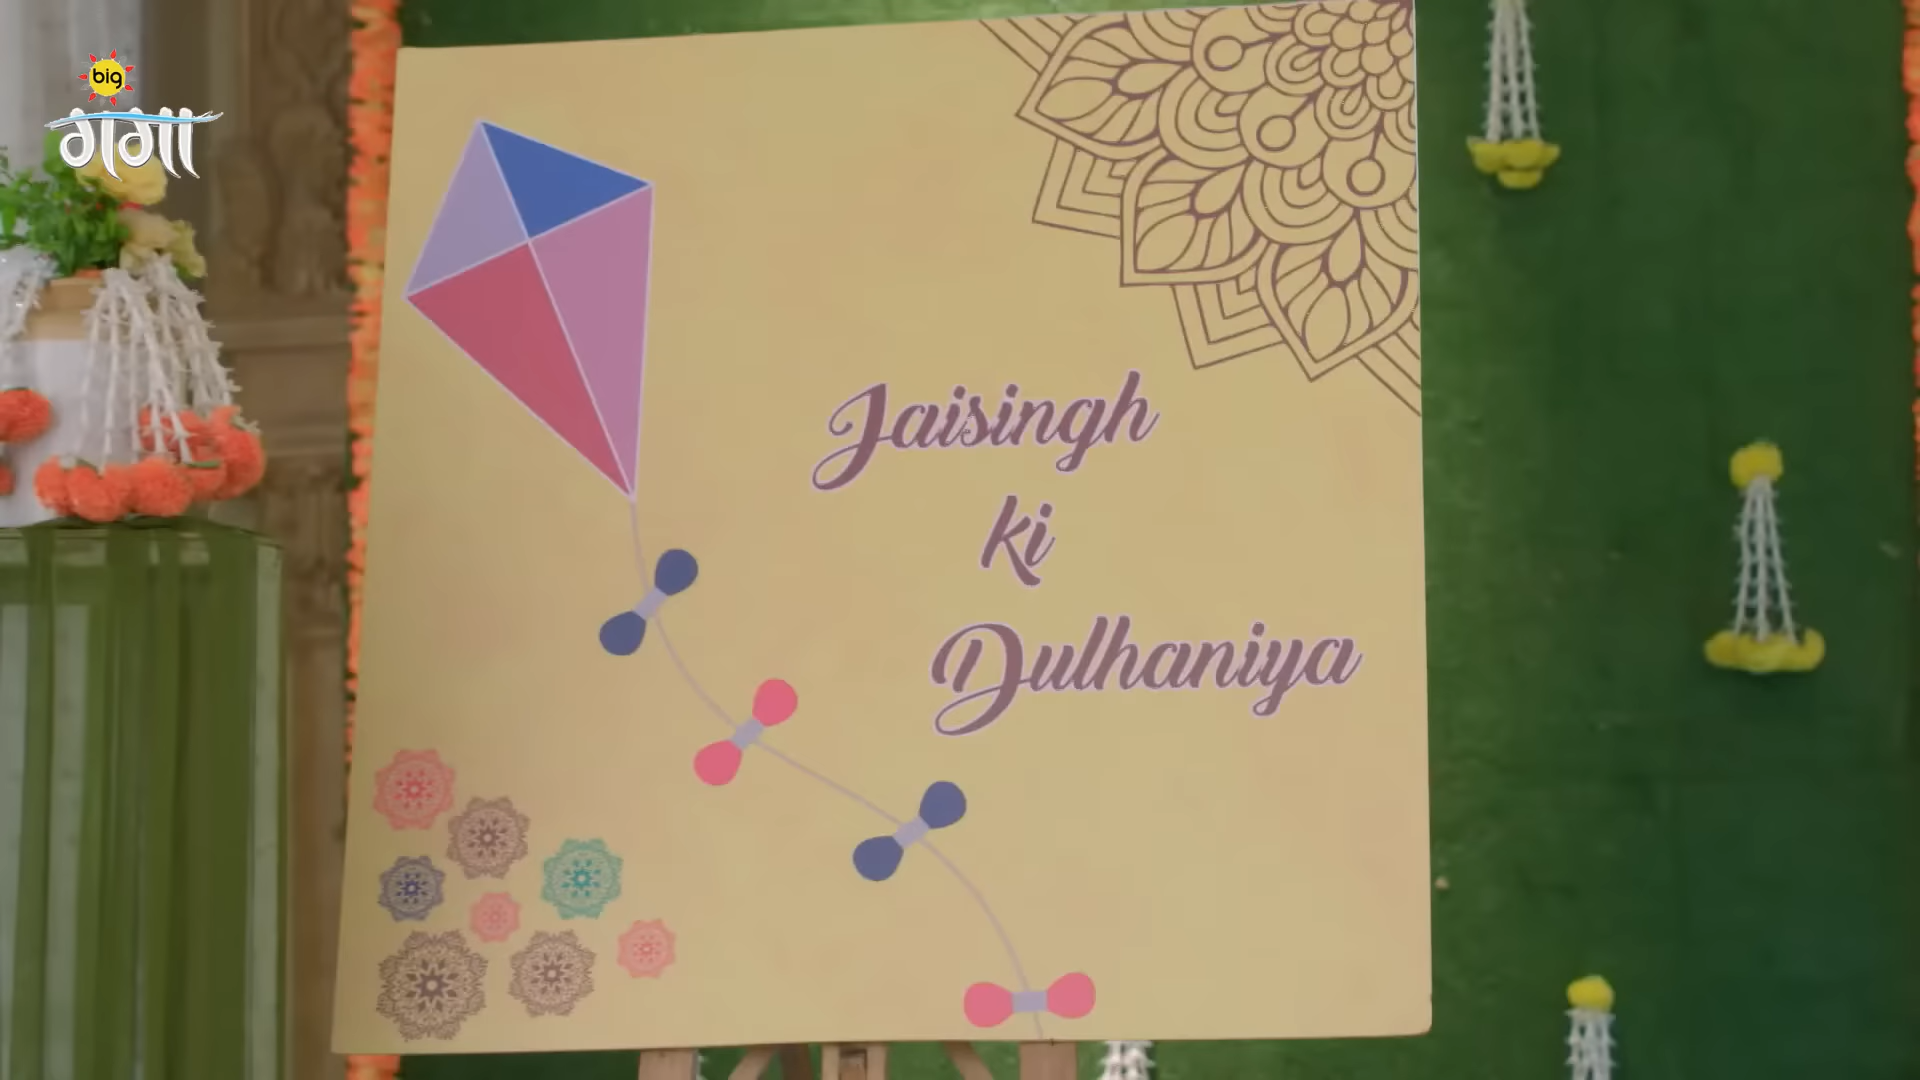 big
गंगा
Jaisingh
ki
Dulhaniya